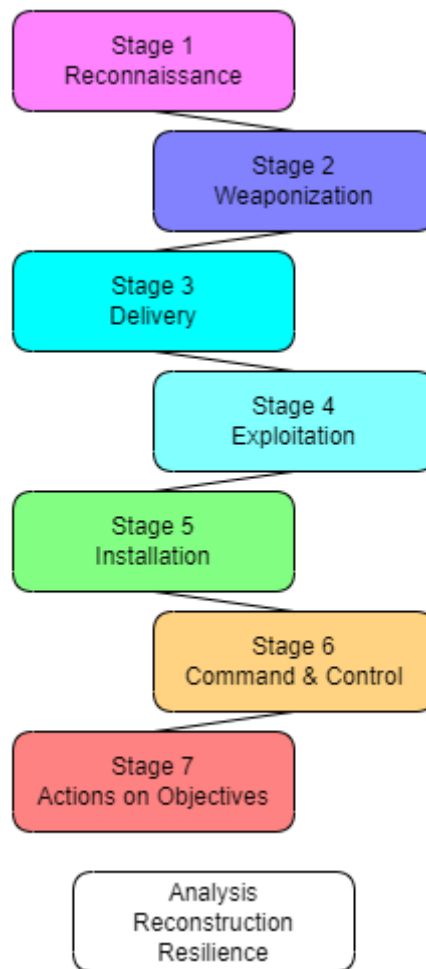 Stage 1
Reconnaissance
Stage 2
Weaponization
Stage 3
Delivery
Stage 4
Exploitation
Stage 5
Installation
Stage 6
Command & Control
Stage 7
Actions on Objectives
Analysis
Reconstruction
Resilience